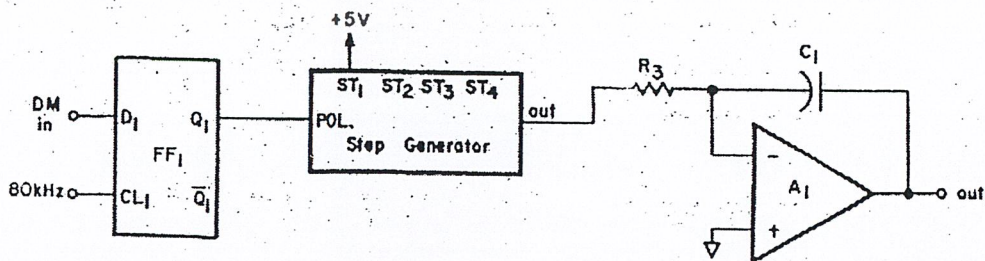 +5V
ST1 ST2 ST3 ST4
POL.
Step Generator
out
DM
in
D1
Q1
FF1
80kHz
CL1
Q̅1
R3
C1
−
A1
+
out